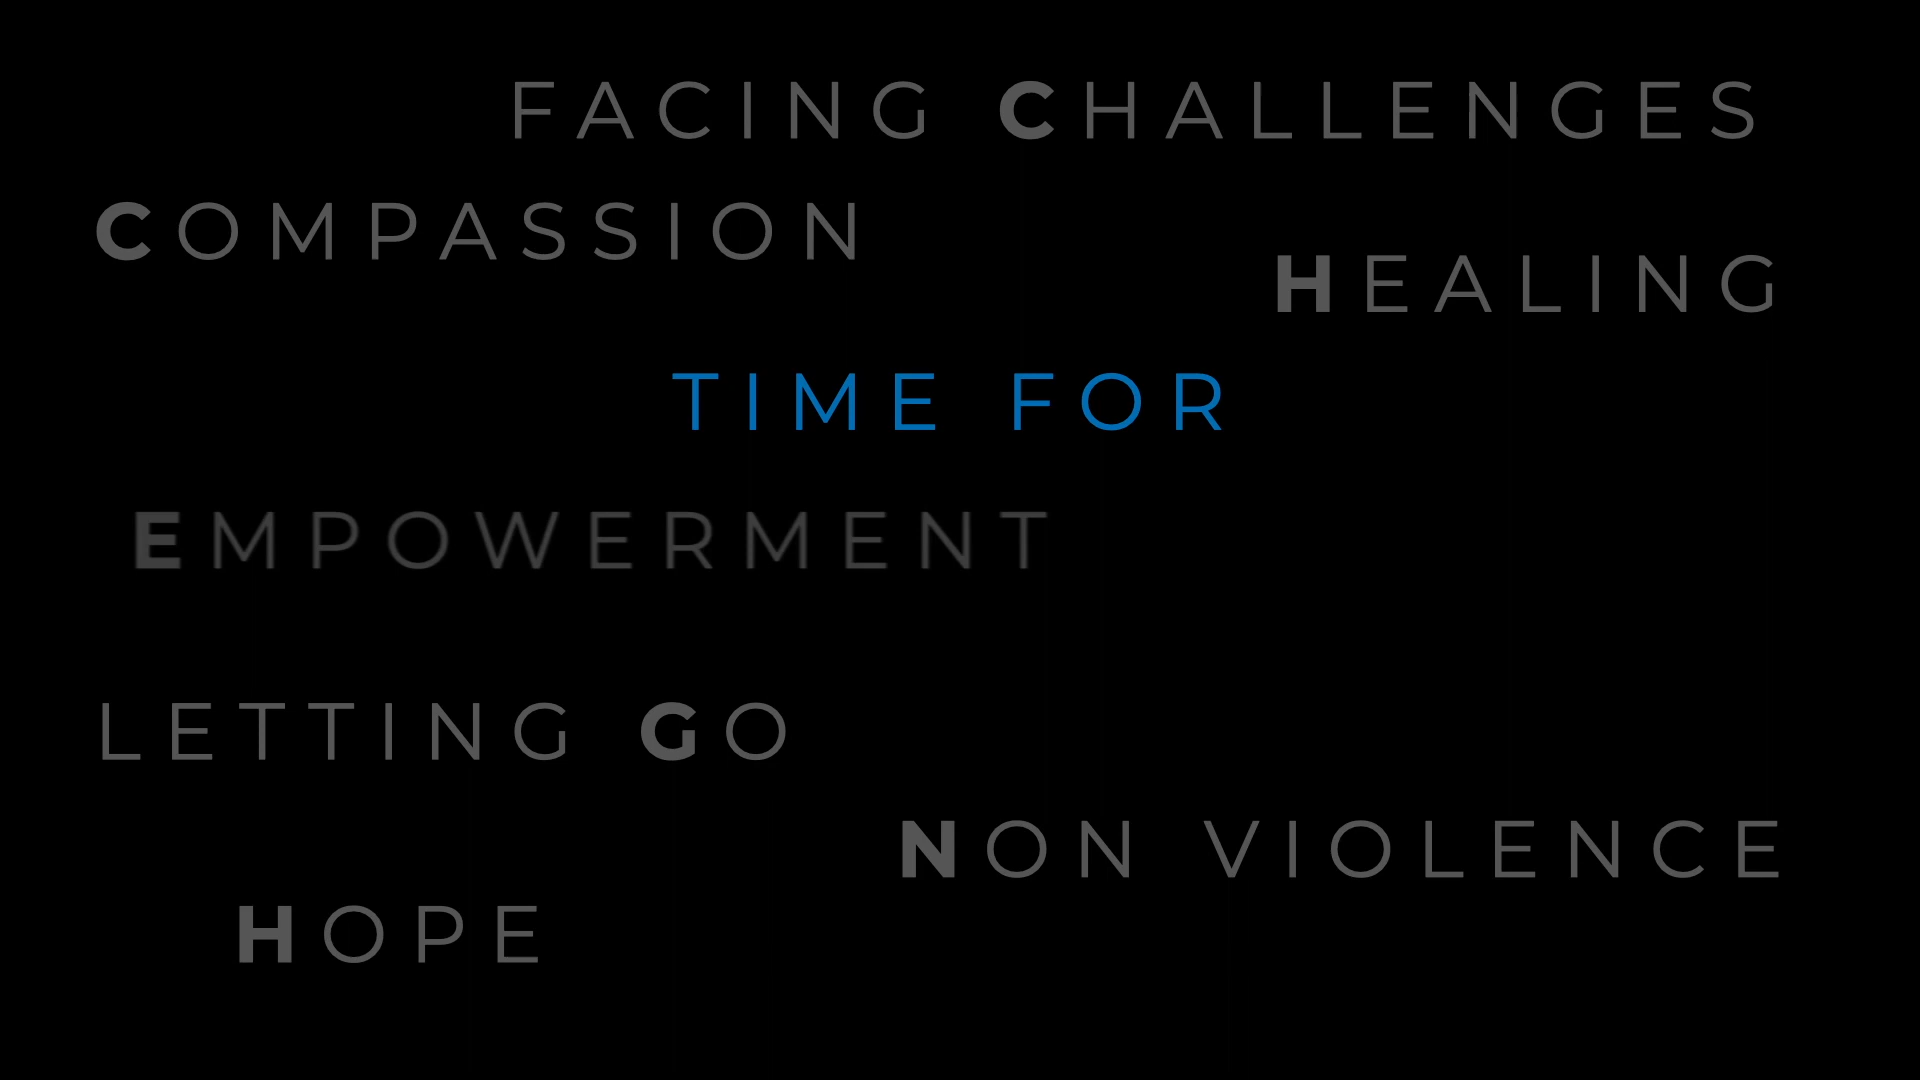 FACING CHALLENGES
COMPASSION
HEALING
TIME FOR
EMPOWERMENT
LETTING GO
NON VIOLENCE
HOPE